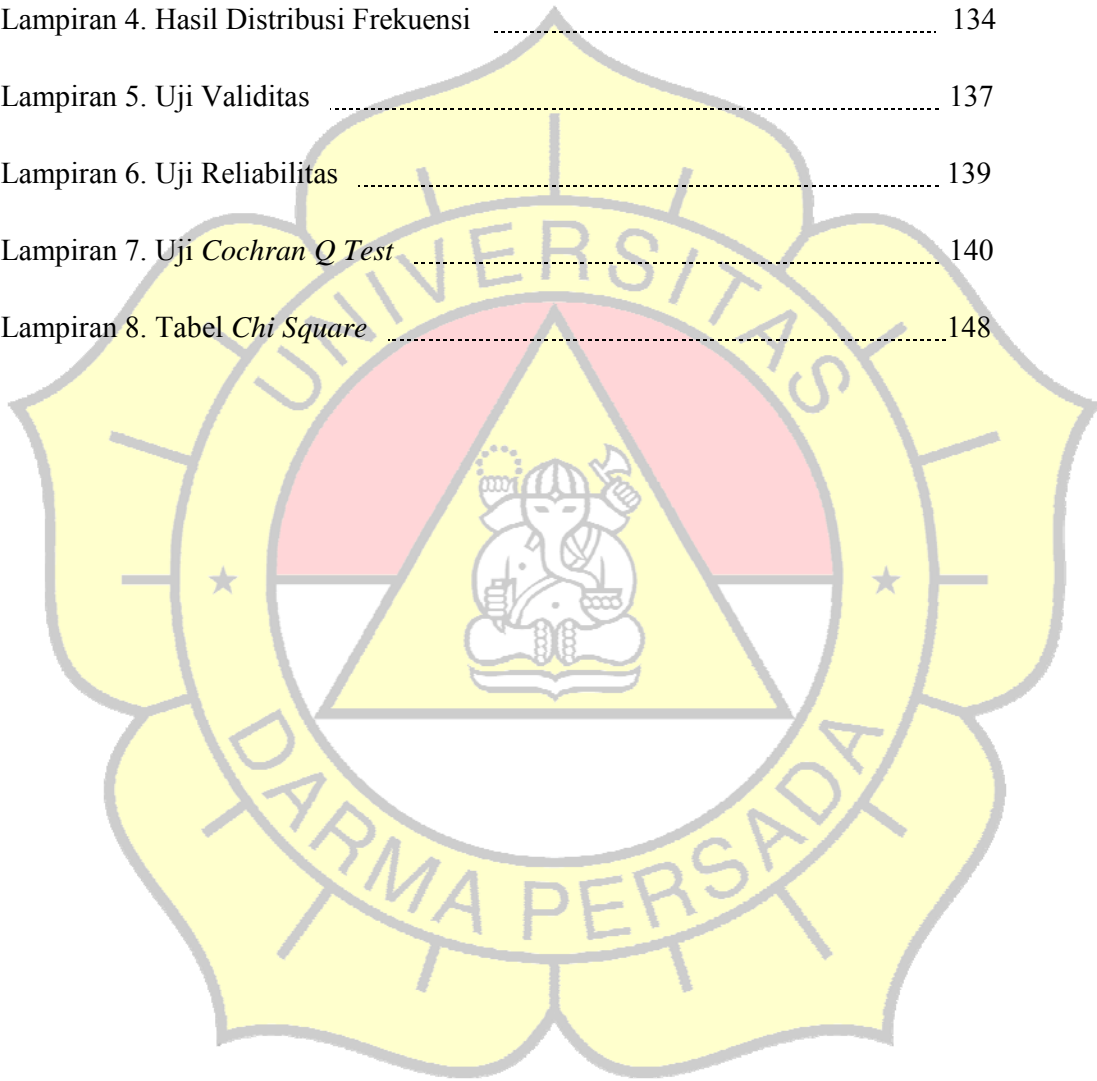 Lampiran 4. Hasil Distribusi Frekuensi ........ 134
Lampiran 5. Uji Validitas ........ 137
Lampiran 6. Uji Reliabilitas ........ 139
Lampiran 7. Uji Cochran Q Test ........ 140
Lampiran 8. Tabel Chi Square ........ 148
UNIVERSITAS
DARMA PERSADA